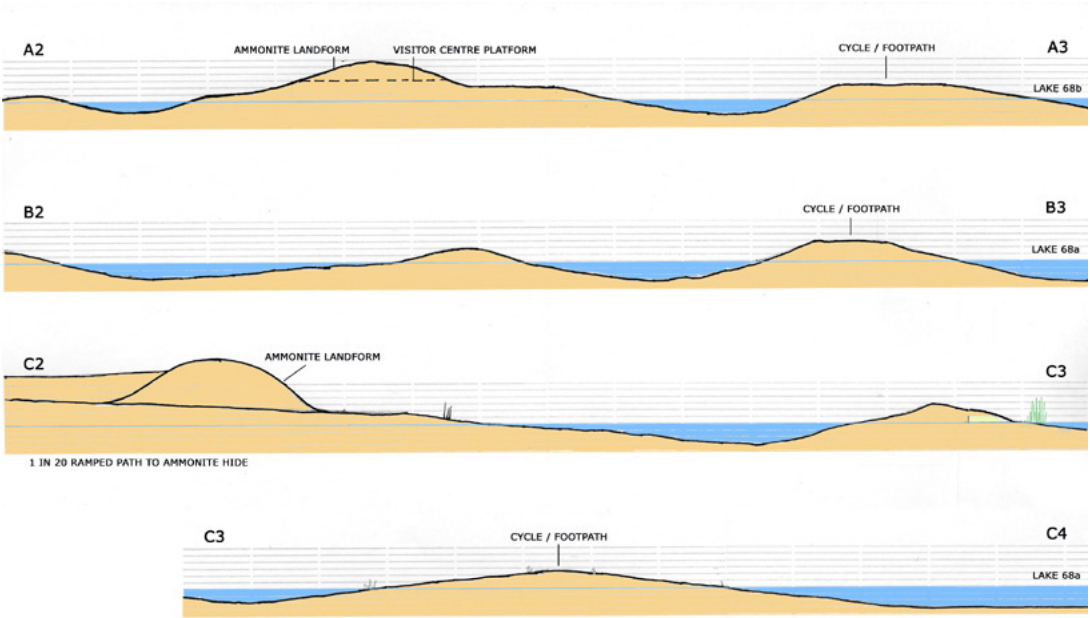 A2
AMMONITE LANDFORM
VISITOR CENTRE PLATFORM
CYCLE / FOOTPATH
A3
LAKE 68b
B2
CYCLE / FOOTPATH
B3
LAKE 68a
C2
AMMONITE LANDFORM
C3
1 IN 20 RAMPED PATH TO AMMONITE HIDE
C3
CYCLE / FOOTPATH
C4
LAKE 68a